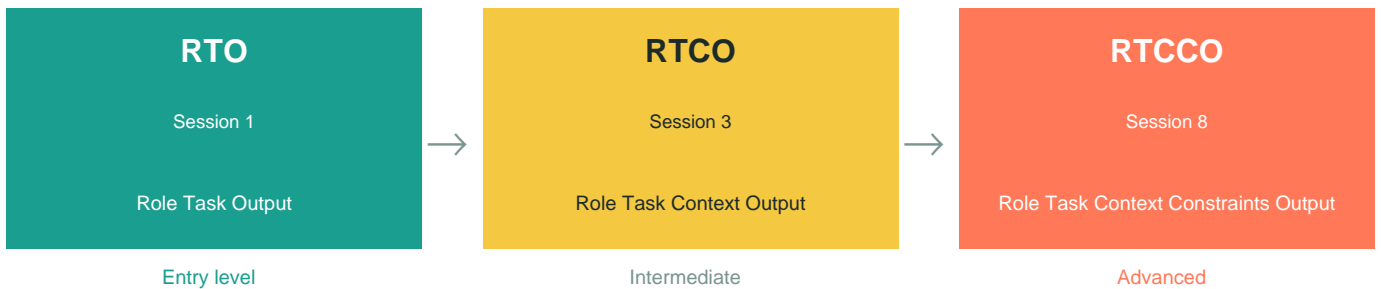 RTO
Session 1
Role Task Output
Entry level
RTCO
Session 3
Role Task Context Output
Intermediate
RTCCO
Session 8
Role Task Context Constraints Output
Advanced